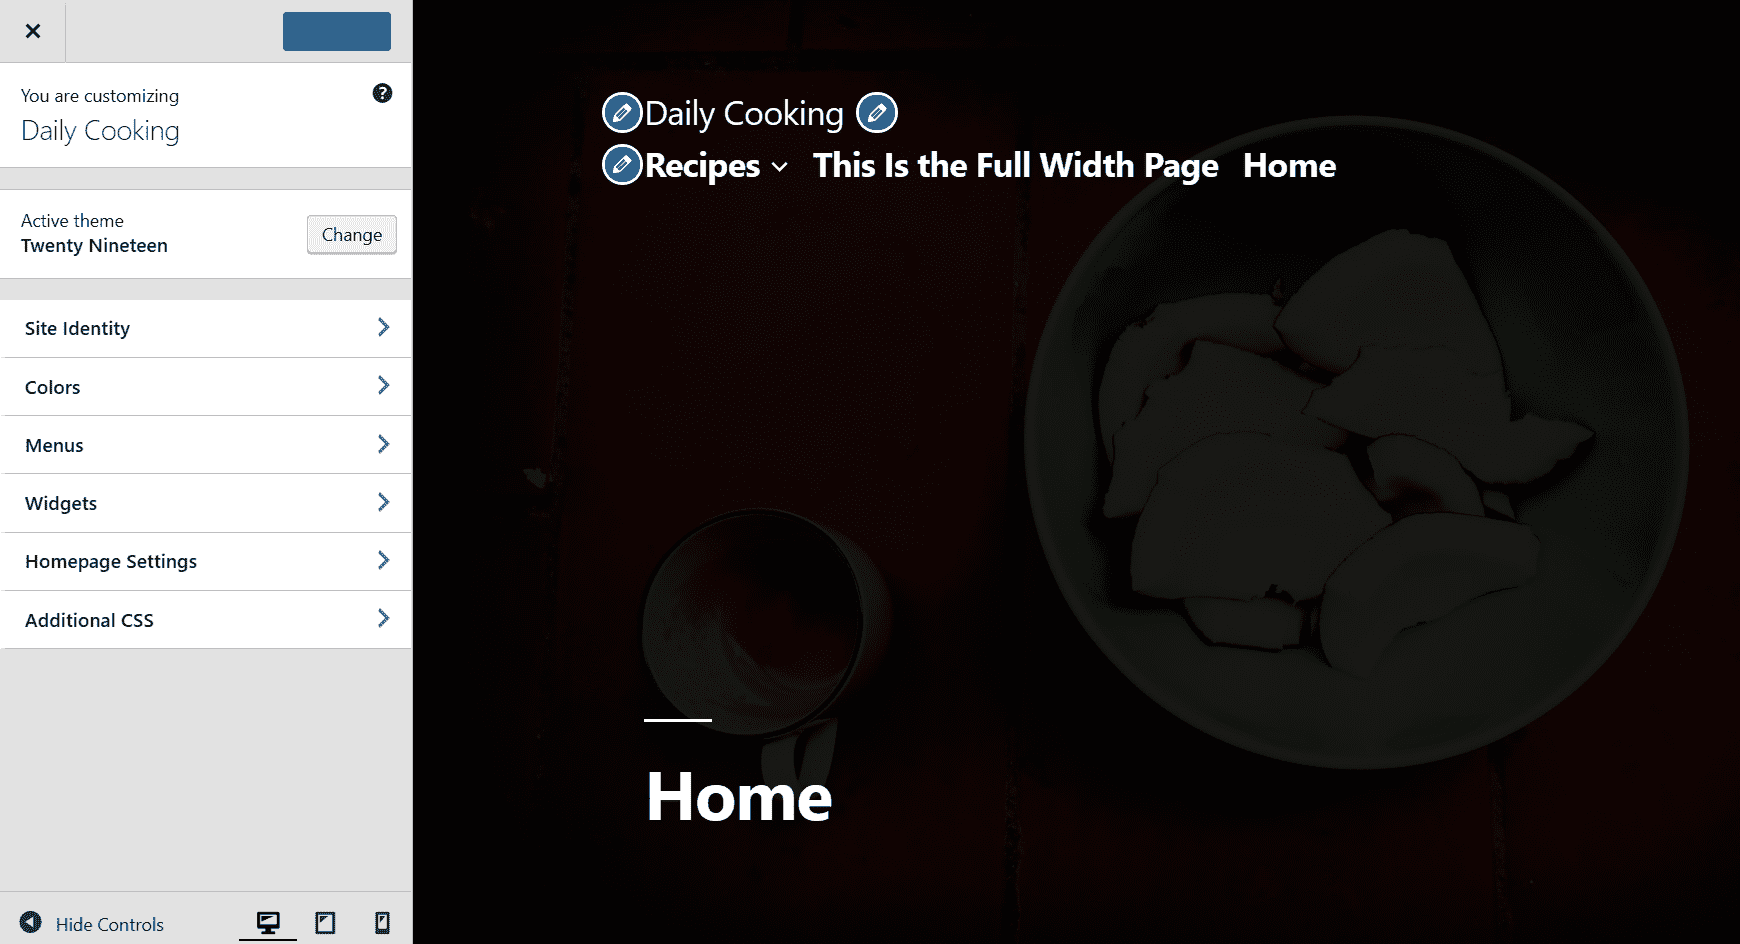 You are customizing
Daily Cooking
Active theme
Twenty Nineteen
Change
Site Identity
Colors
Menus
Widgets
Homepage Settings
Additional CSS
Hide Controls
Daily Cooking
Recipes This Is the Full Width Page Home
Home